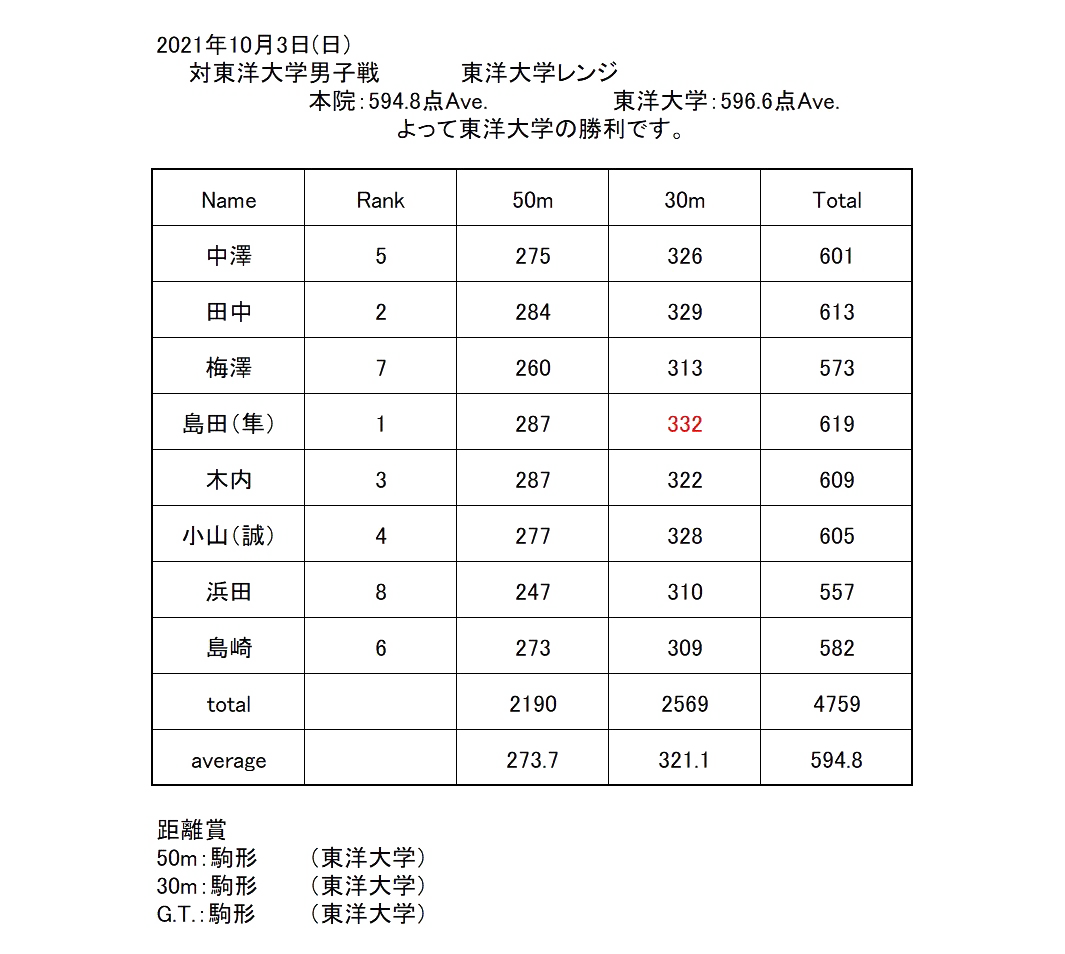 2021年10月3日(日)
対東洋大学男子戦 東洋大学レンジ
本院:594.8点Ave. 東洋大学:596.6点Ave.
よって東洋大学の勝利です。
Name Rank 50m 30m Total
中澤 5 275 326 601
田中 2 284 329 613
梅澤 7 260 313 573
島田(隼) 1 287 332 619
木内 3 287 322 609
小山(誠) 4 277 328 605
浜田 8 247 310 557
島崎 6 273 309 582
total 2190 2569 4759
average 273.7 321.1 594.8
距離賞
50m:駒形 (東洋大学)
30m:駒形 (東洋大学)
G.T.:駒形 (東洋大学)